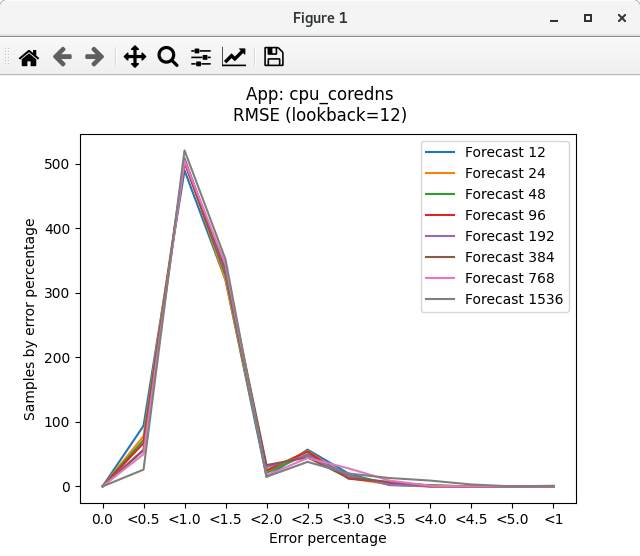 Figure 1
App: cpu_coredns
RMSE (lookback=12)
Samples by error percentage
500
400
300
200
100
0
Forecast 12
Forecast 24
Forecast 48
Forecast 96
Forecast 192
Forecast 384
Forecast 768
Forecast 1536
0.0 <0.5 <1.0 <1.5 <2.0 <2.5 <3.0 <3.5 <4.0 <4.5 <5.0 <1
Error percentage